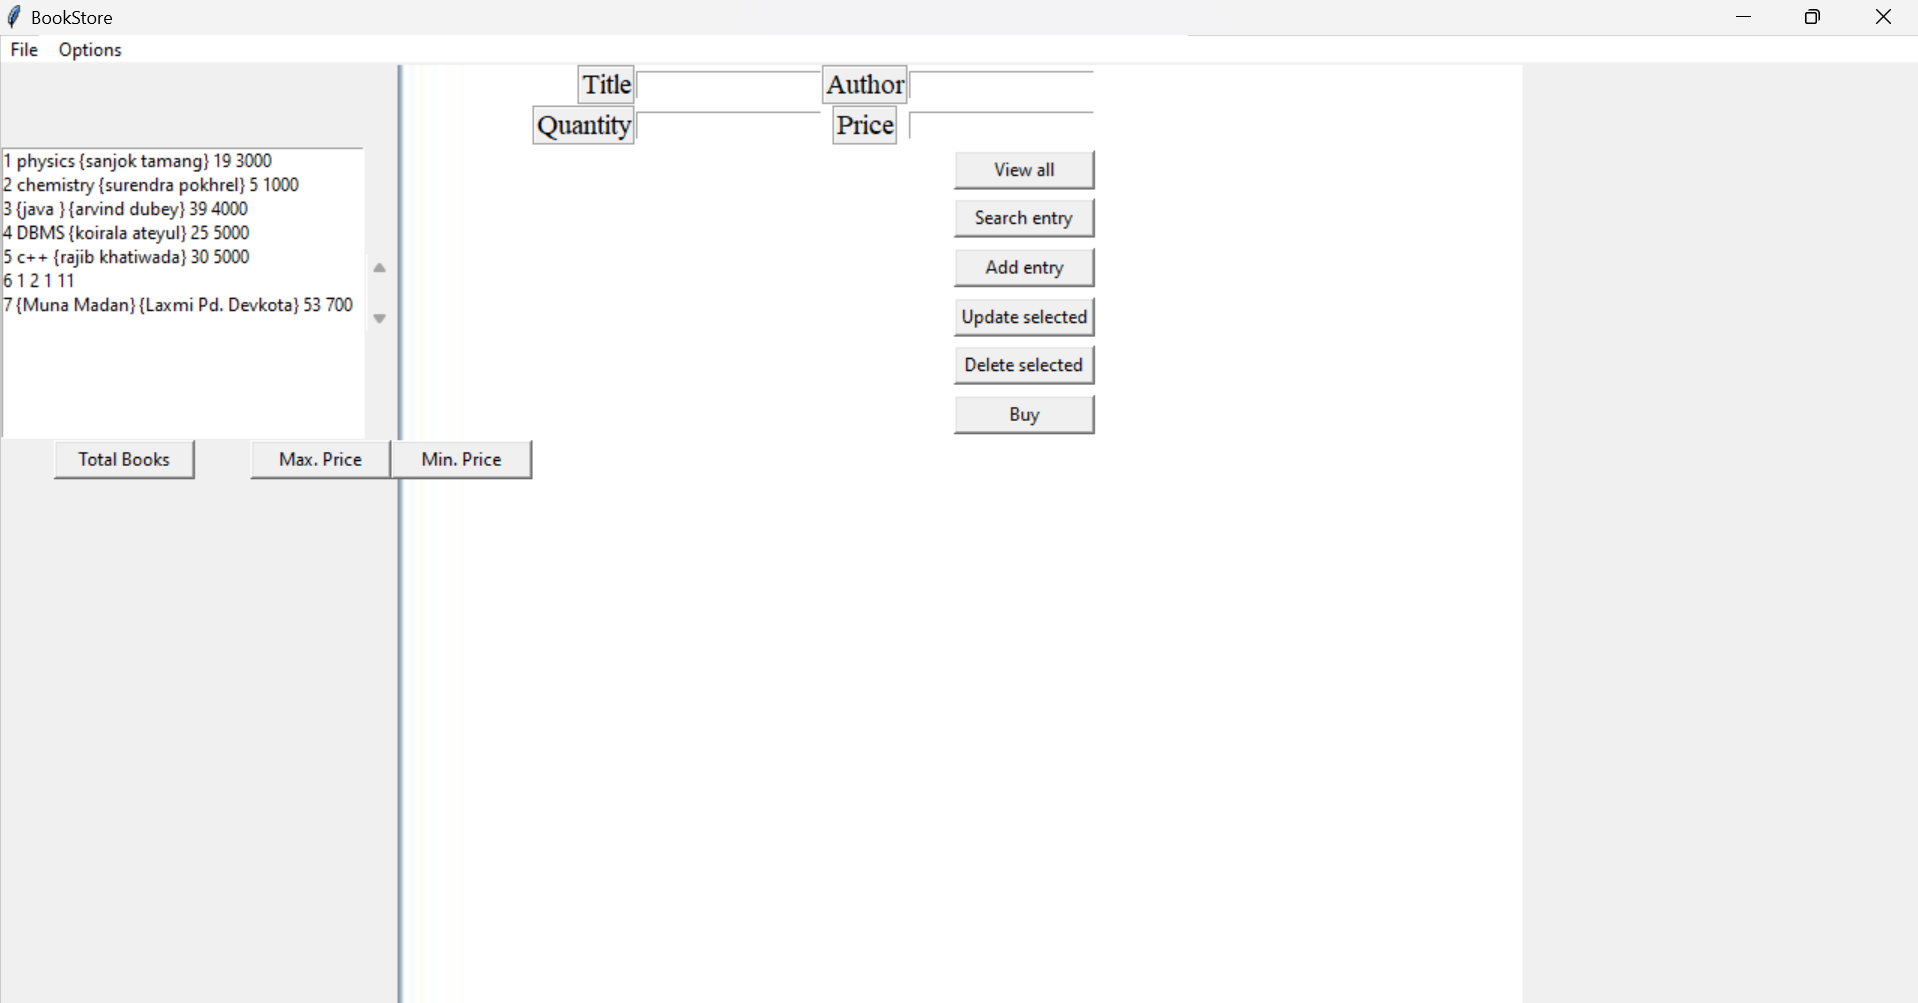 BookStore
File Options
Title Author
Quantity Price
1 physics {sanjok tamang} 19 3000
2 chemistry {surendra pokhrel} 5 1000
3 {java } {arvind dubey} 39 4000
4 DBMS {koirala ateyul} 25 5000
5 c++ {rajib khatiwada} 30 5000
6 1 2 1 11
7 {Muna Madan} {Laxmi Pd. Devkota} 53 700
View all
Search entry
Add entry
Update selected
Delete selected
Buy
Total Books Max. Price Min. Price